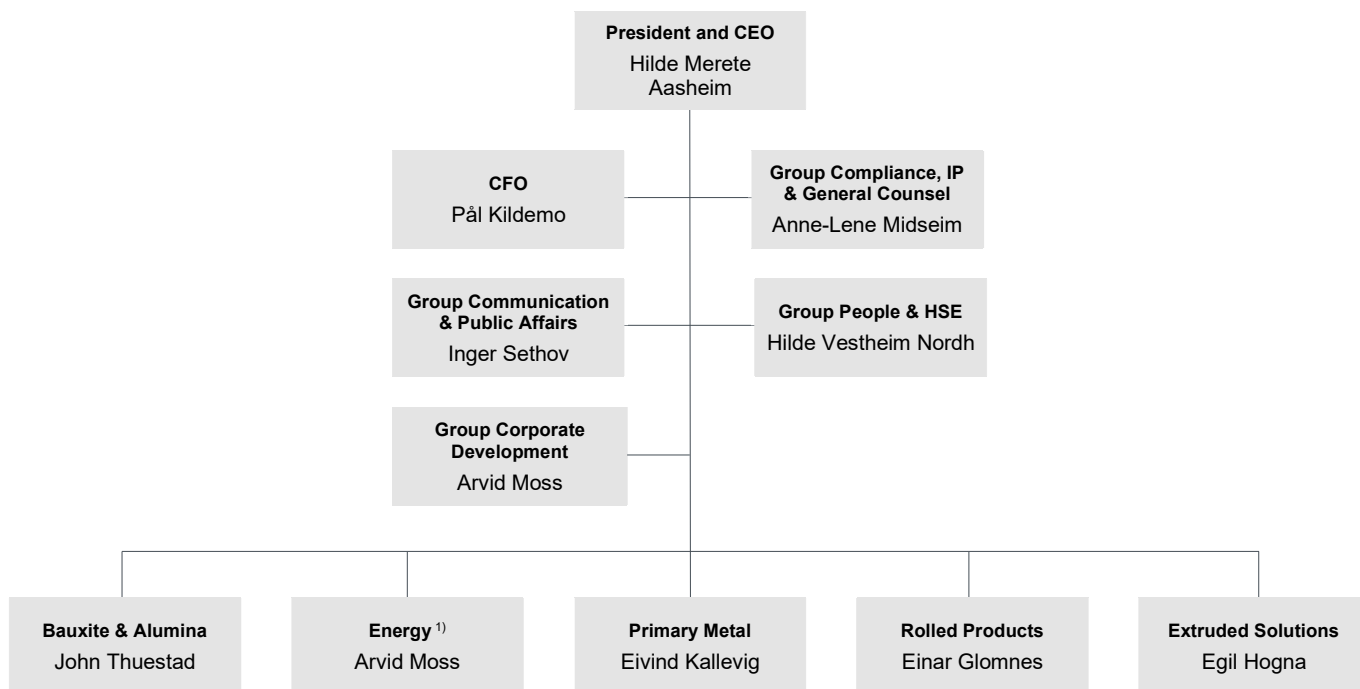 President and CEO
Hilde Merete
Aasheim
CFO
Pål Kildemo
Group Compliance, IP
& General Counsel
Anne-Lene Midseim
Group Communication
& Public Affairs
Inger Sethov
Group People & HSE
Hilde Vestheim Nordh
Group Corporate
Development
Arvid Moss
Bauxite & Alumina
John Thuestad
Energy 1)
Arvid Moss
Primary Metal
Eivind Kallevig
Rolled Products
Einar Glomnes
Extruded Solutions
Egil Hogna